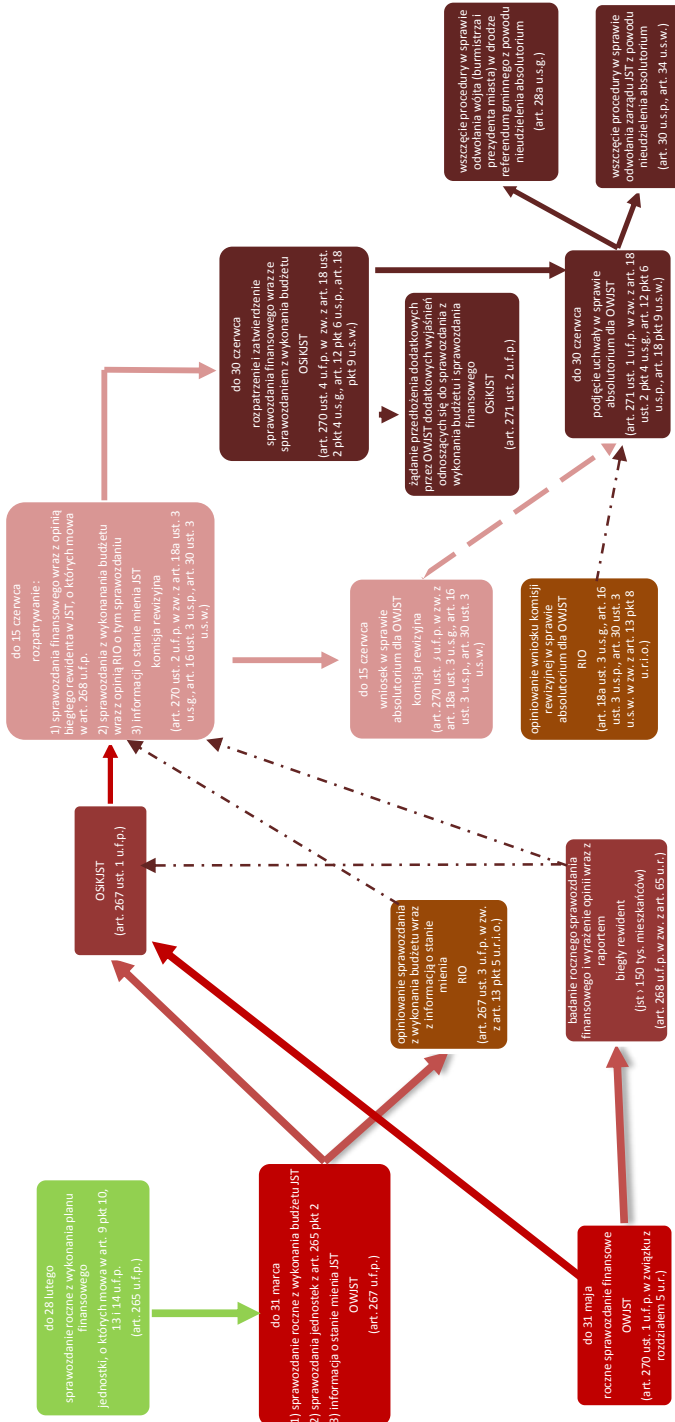 do 28 lutego
sprawozdanie roczne z wykonania planu
finansowego
jednostki, o których mowa w art. 9 pkt 10,
13 i 14 u.f.p.
(art. 265 u.f.p.)
do 31 marca
1) sprawozdanie roczne z wykonania budżetu JST
2) sprawozdania jednostek z art. 265 pkt 2
3) informacja o stanie mienia JST
OWJST
(art. 267 u.f.p.)
do 31 maja
roczne sprawozdanie finansowe
OWJST
(art. 270 ust. 1 u.f.p. w związku z
rozdziałem 5 u.r.)
OSiKJST
(art. 267 ust. 1 u.f.p.)
opiniowanie sprawozdania
z wykonania budżetu wraz
z informacją o stanie
mienia
RIO
(art. 267 ust. 3 u.f.p. w zw.
z art. 13 pkt 5 u.r.i.o.)
badanie rocznego sprawozdania
finansowego i wyrażenie opinii wraz z
raportem
biegły rewident
(jst › 150 tys. mieszkańców)
(art. 268 u.f.p. w zw. z art. 65 u.r.)
do 15 czerwca
rozpatrywanie :
1) sprawozdania finansowego wraz z opinią
biegłego rewidenta w JST, o których mowa
w art. 268 u.f.p.
2) sprawozdania z wykonanania budżetu
wraz z opinią RIO o tym sprawozdaniu
3) informacji o stanie mienia JST
komisja rewizyjna
(art. 270 ust. 2 u.f.p. w zw. z art. 18a ust. 3
u.s.g., art. 16 ust. 3 u.s.p., art. 30 ust. 3
u.s.w.)
do 15 czerwca
wniosek w sprawie
absolutorium dla OWJST
komisja rewizyjna
(art. 270 ust. 3 u.f.p. w zw. z
art. 18a ust. 3 u.s.g., art. 16
ust. 3 u.s.p., art. 30 ust. 3
u.s.w.)
opiniowanie wniosku komisji
rewizyjnej w sprawie
absolutorium dla OWJST
RIO
(art. 18a ust. 3 u.s.g., art. 16
ust. 3 u.s.p., art. 30 ust. 3
u.s.w. w zw. z art. 13 pkt 8
u.r.i.o.)
do 30 czerwca
rozpatrzenie i zatwierdzenie
sprawozdania finansowego wraz ze
sprawozdaniem z wykonania budżetu
OSiKJST
(art. 270 ust. 4 u.f.p. w zw. z art. 18 ust.
2 pkt 4 u.s.g., art. 12 pkt 6 u.s.p., art. 18
pkt 9 u.s.w.)
żądanie przedłożenia dodatkowych
przez OWJST dodatkowych wyjaśnień
odnoszących się do sprawozdania z
wykonania budżetu i sprawozdania
finansowego
OSiKJST
(art. 271 ust. 2 u.f.p.)
do 30 czerwca
podjęcie uchwały w sprawie
absolutorium dla OWJST
(art. 271 ust. 1 u.f.p. w zw. z art. 18
ust. 2 pkt 4 u.s.g., art. 12 pkt 6
u.s.p., art. 18 pkt 9 u.s.w.)
wszczęcie procedury w sprawie
odwołania wójta (burmistrza i
prezydenta miasta) w drodze
referendum gminnego z powodu
nieudzielenia absolutorium
(art. 28a u.s.g.)
wszczęcie procedury w sprawie
odwołania zarządu JST z powodu
nieudzielenia absolutorium
(art. 30 u.s.p., art. 34 u.s.w.)